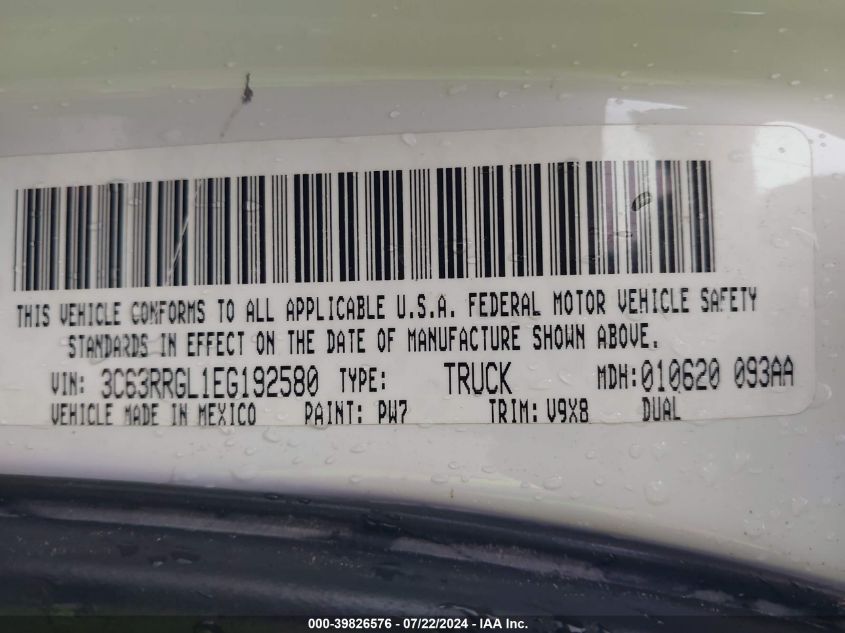 THIS VEHICLE CONFORMS TO ALL APPLICABLE U.S.A. FEDERAL MOTOR VEHICLE SAFETY
STANDARDS IN EFFECT ON THE DATE OF MANUFACTURE SHOWN ABOVE.
VIN: 3C63RRGL1EG192580 TYPE: TRUCK MDH:010620 093AA
VEHICLE MADE IN MEXICO PAINT: PW7 TRIM: V9X8 DUAL
000-39826576 - 07/22/2024 - IAA Inc.